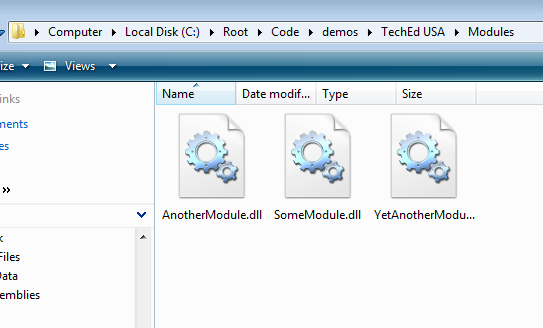 Computer Local Disk (C:) Root Code demos TechEd USA Modules
ize Views
Name Date modif... Type Size
inks
ments
es
AnotherModule.dll SomeModule.dll YetAnotherModu...
»
k
Files
Data
emblies